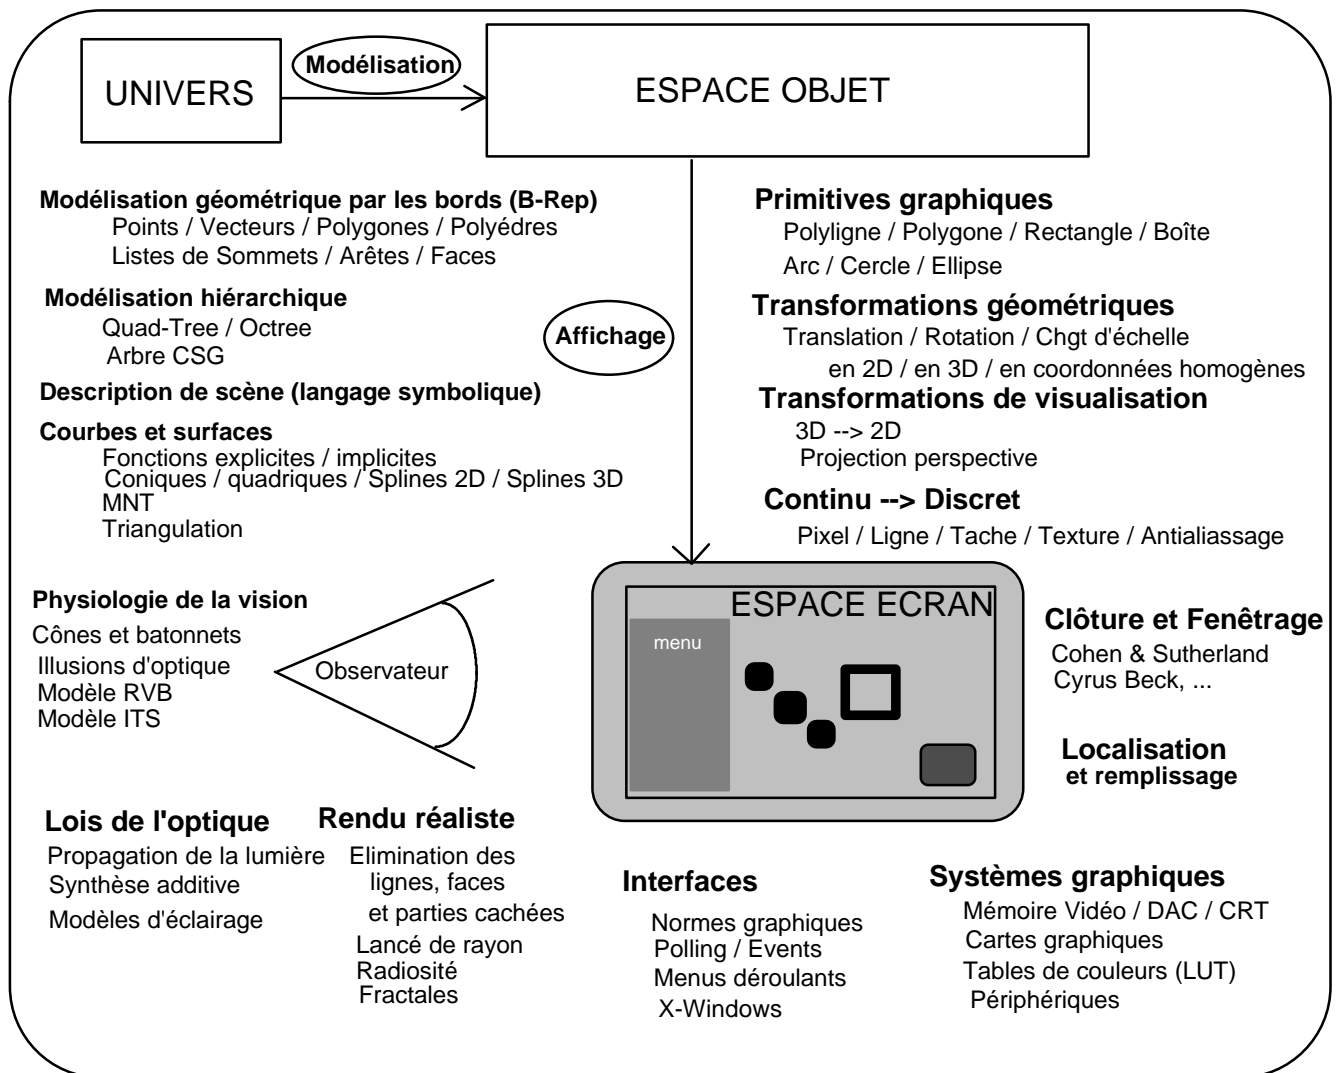 UNIVERS
Modélisation
ESPACE OBJET
Modélisation géométrique par les bords (B-Rep)
Points / Vecteurs / Polygones / Polyédres
Listes de Sommets / Arêtes / Faces
Modélisation hiérarchique
Quad-Tree / Octree
Arbre CSG
Description de scène (langage symbolique)
Courbes et surfaces
Fonctions explicites / implicites
Coniques / quadriques / Splines 2D / Splines 3D
MNT
Triangulation
Affichage
Primitives graphiques
Polyligne / Polygone / Rectangle / Boîte
Arc / Cercle / Ellipse
Transformations géométriques
Translation / Rotation / Chgt d'échelle
en 2D / en 3D / en coordonnées homogènes
Transformations de visualisation
3D --> 2D
Projection perspective
Continu --> Discret
Pixel / Ligne / Tache / Texture / Antialiassage
Physiologie de la vision
Cônes et batonnets
Illusions d'optique
Modèle RVB
Modèle ITS
Observateur
ESPACE ECRAN
menu
Clôture et Fenêtrage
Cohen & Sutherland
Cyrus Beck, ...
Localisation
et remplissage
Lois de l'optique
Propagation de la lumière
Synthèse additive
Modèles d'éclairage
Rendu réaliste
Elimination des
lignes, faces
et parties cachées
Lancé de rayon
Radiosité
Fractales
Interfaces
Normes graphiques
Polling / Events
Menus déroulants
X-Windows
Systèmes graphiques
Mémoire Vidéo / DAC / CRT
Cartes graphiques
Tables de couleurs (LUT)
Périphériques